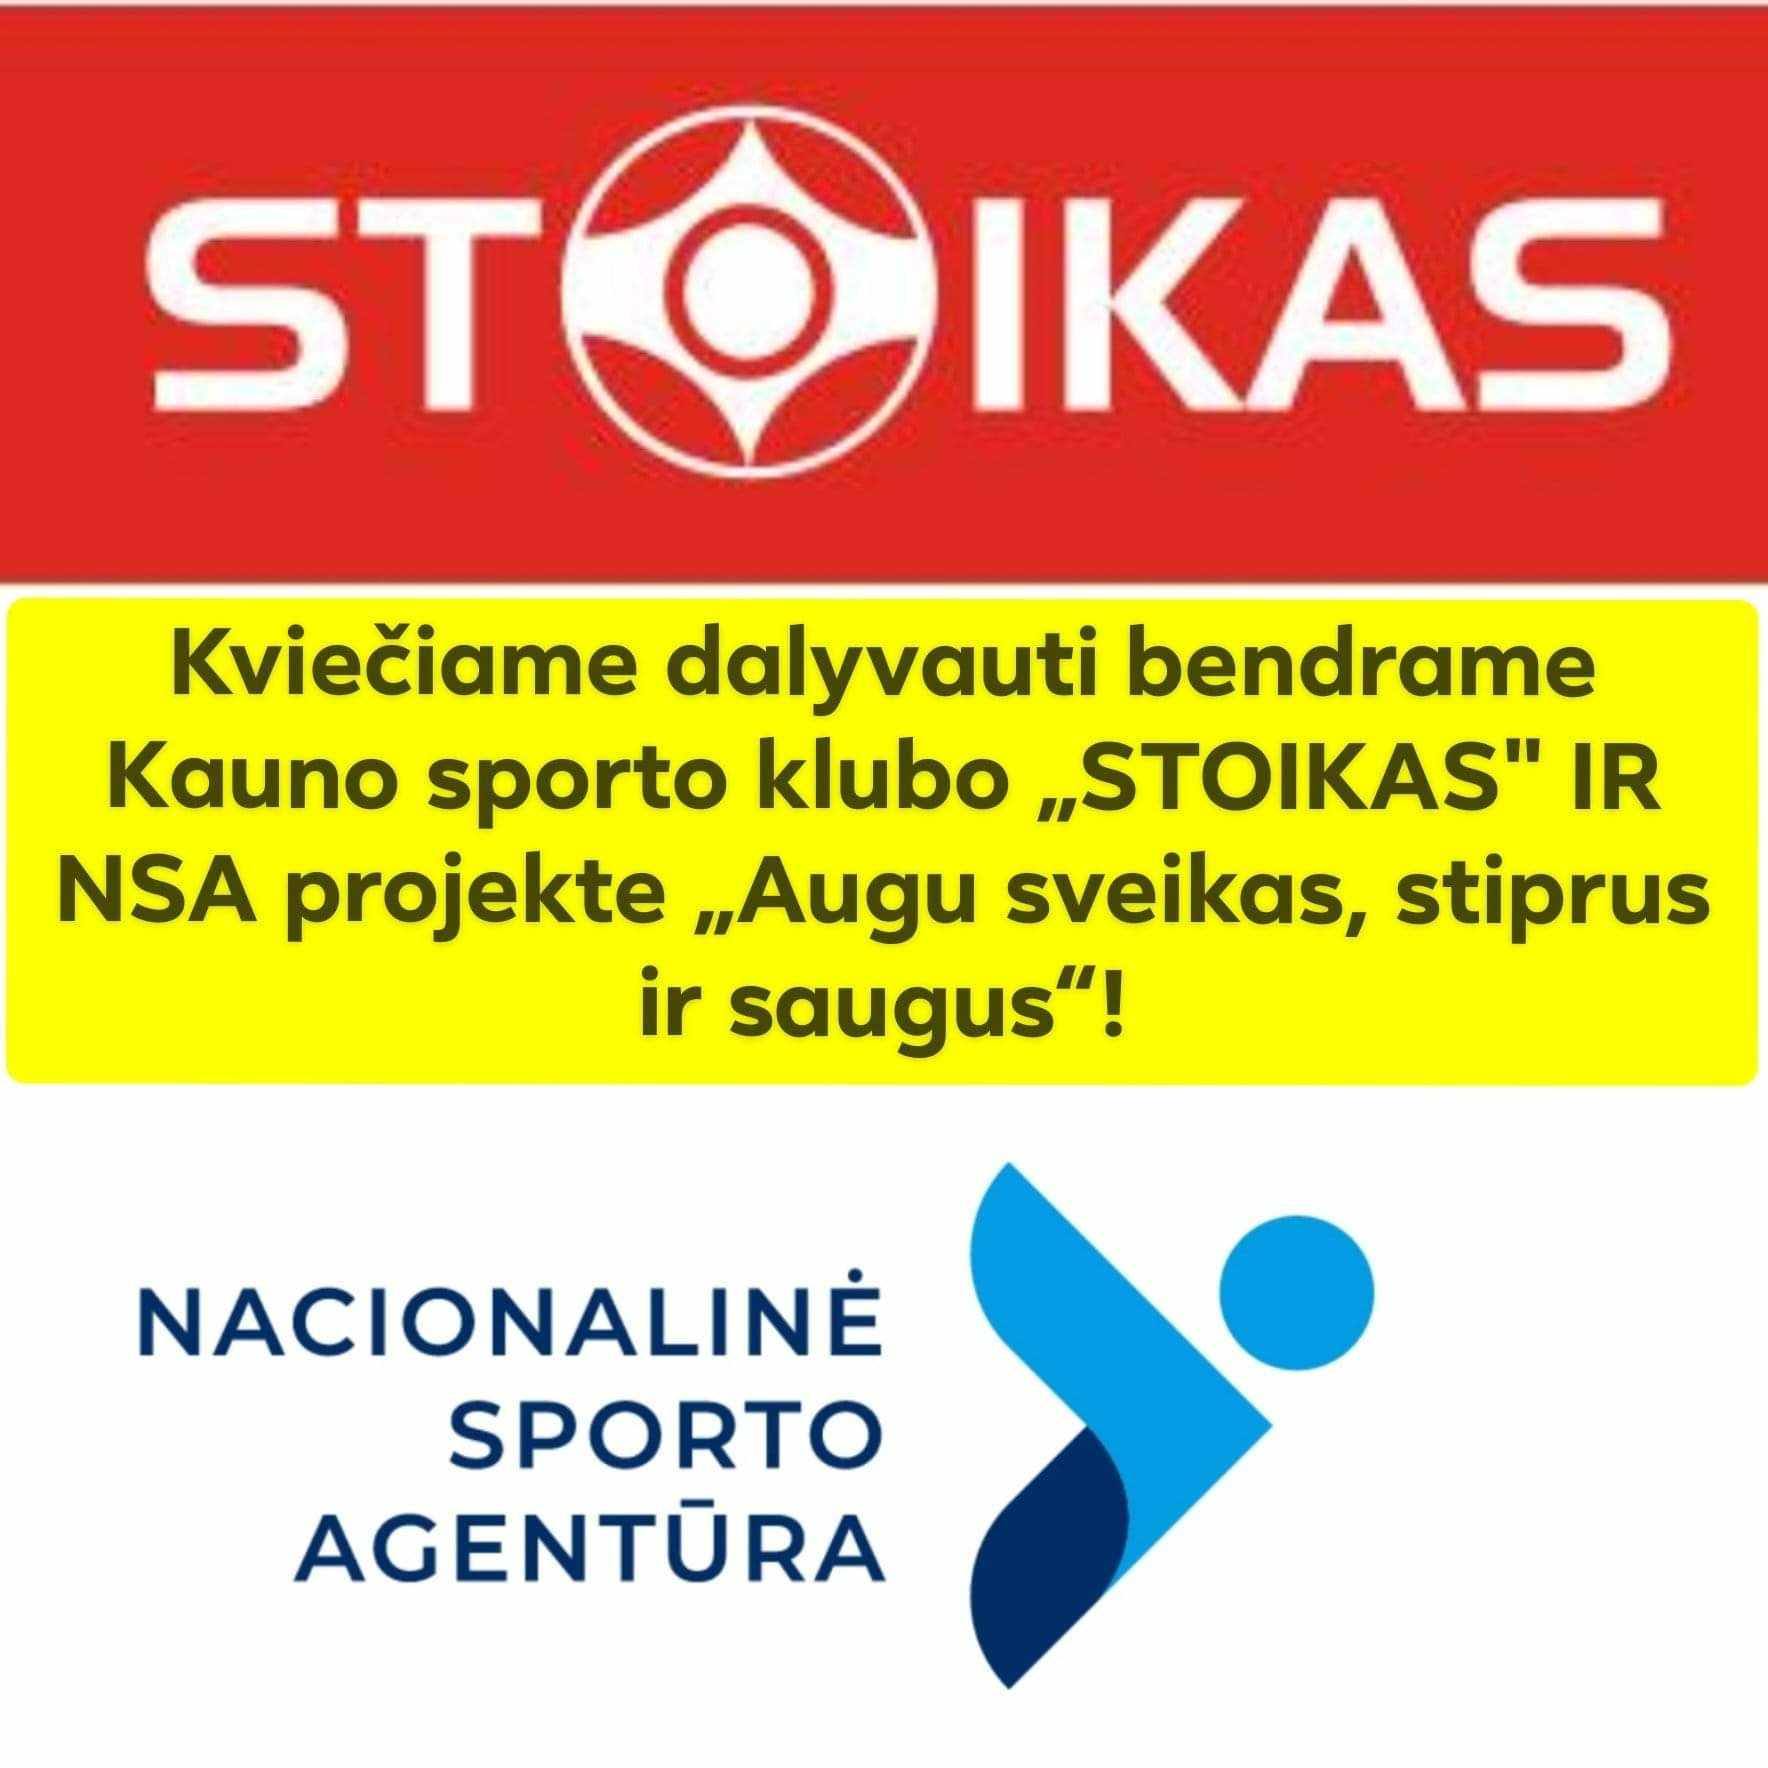 STOIKAS
Kviečiame dalyvauti bendrame
Kauno sporto klubo „STOIKAS" IR
NSA projekte „Augu sveikas, stiprus
ir saugus“!
NACIONALINĖ
SPORTO
AGENTŪRA